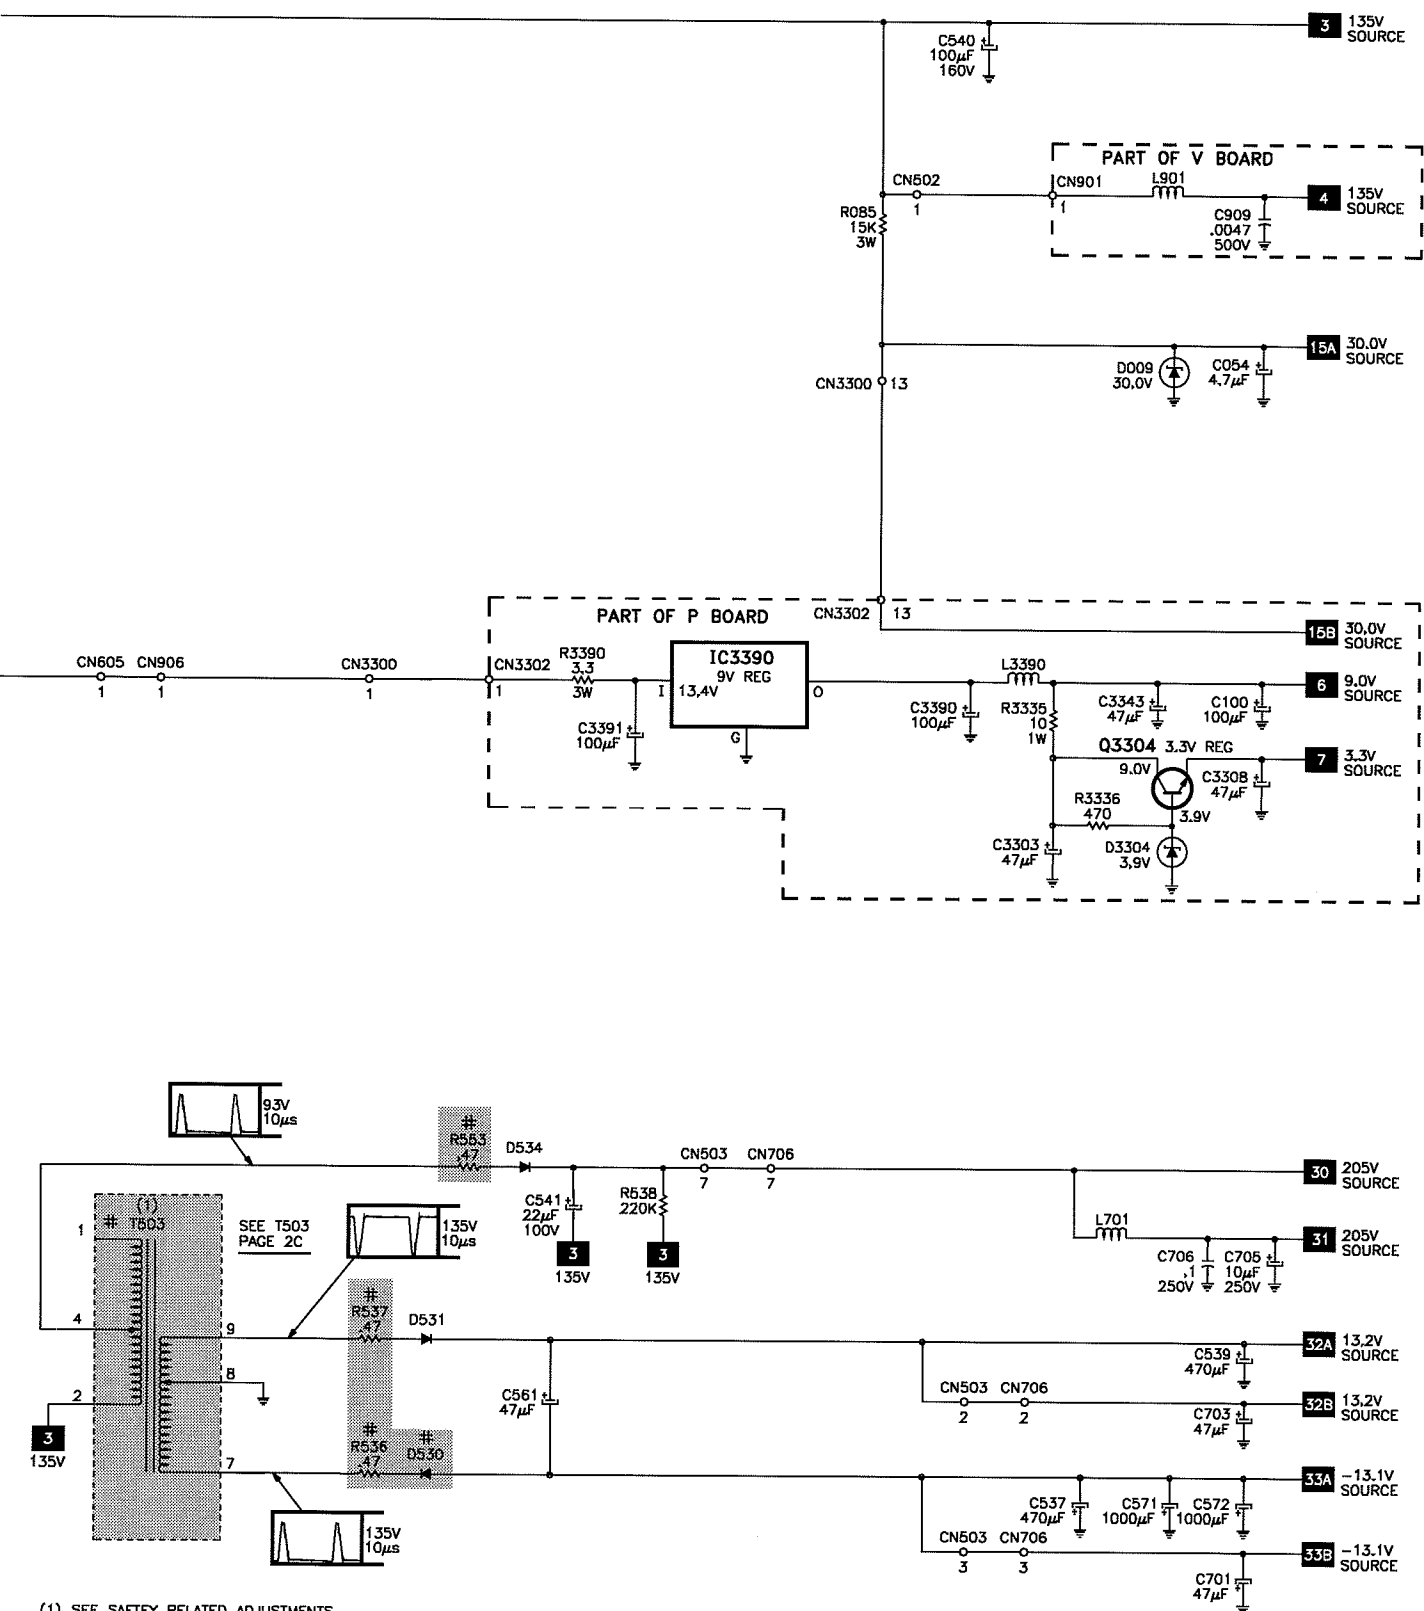 3 135V
SOURCE
C540
100µF
160V
PART OF V BOARD
CN502
1
CN901
1
L901
4 135V
SOURCE
R085
15K
3W
C909
.0047
500V
15A 30.0V
SOURCE
D009
30.0V
C054
4.7µF
CN3300 13
PART OF P BOARD
CN3302 13
15B 30.0V
SOURCE
CN605
1
CN906
1
CN3300
1
CN3302
1
R3390
3.3
3W
I
13.4V
IC3390
9V REG
O
G
C3391
100µF
L3390
6 9.0V
SOURCE
C3390
100µF
R3335
10
1W
C3343
47µF
C100
100µF
Q3304 3.3V REG
9.0V
7 3.3V
SOURCE
C3308
47µF
R3336
470
3.9V
C3303
47µF
D3304
3.9V
93V
10µs
#
R553
.47
D534
CN503
7
CN706
7
30 205V
SOURCE
C541
22µF
100V
R538
220K
3
135V
3
135V
(1)
# T503
SEE T503
PAGE 2C
1
135V
10µs
L701
31 205V
SOURCE
C706
.1
250V
C705
10µF
250V
#
R537
.47
D531
4
9
32A 13.2V
SOURCE
C539
470µF
8
2
C561
47µF
CN503
2
CN706
2
32B 13.2V
SOURCE
C703
47µF
3
135V
#
R536
.47
#
D530
7
33A -13.1V
SOURCE
C537
470µF
C571
1000µF
C572
1000µF
135V
10µs
CN503
3
CN706
3
33B -13.1V
SOURCE
C701
47µF
(1) SEE SAFTEY RELATED ADJUSTMENTS